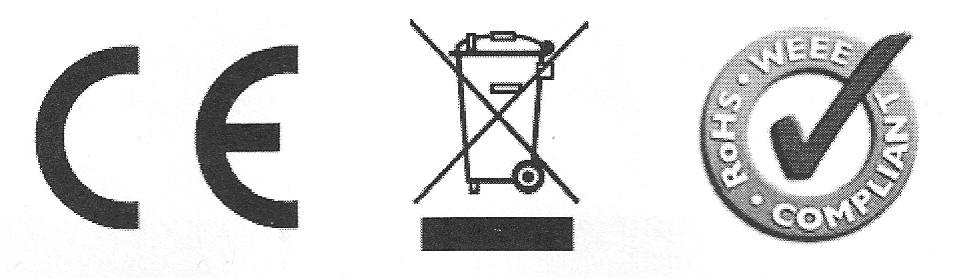 CE
RoHS • WEEE • COMPLIANT